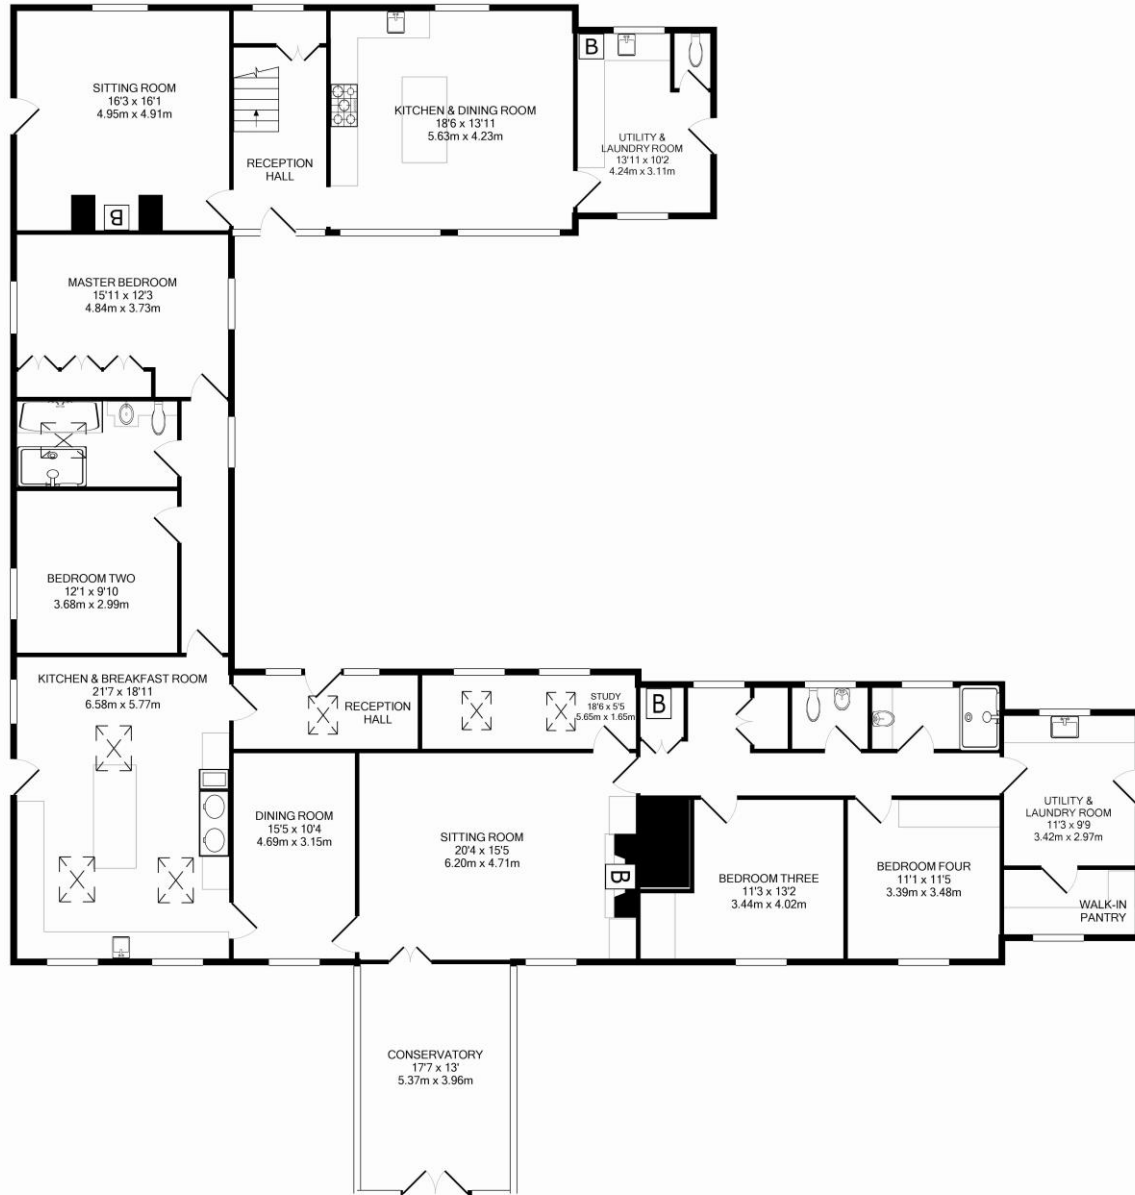 SITTING ROOM
16'3 x 16'1
4.95m x 4.91m
RECEPTION
HALL
KITCHEN & DINING ROOM
18'6 x 13'11
5.63m x 4.23m
B
UTILITY &
LAUNDRY ROOM
13'11 x 10'2
4.24m x 3.11m
B
MASTER BEDROOM
15'11 x 12'3
4.84m x 3.73m
BEDROOM TWO
12'1 x 9'10
3.68m x 2.99m
KITCHEN & BREAKFAST ROOM
21'7 x 18'11
6.58m x 5.77m
RECEPTION
HALL
STUDY
18'6 x 5'5
5.65m x 1.65m
B
DINING ROOM
15'5 x 10'4
4.69m x 3.15m
SITTING ROOM
20'4 x 15'5
6.20m x 4.71m
B
BEDROOM THREE
11'3 x 13'2
3.44m x 4.02m
BEDROOM FOUR
11'1 x 11'5
3.39m x 3.48m
UTILITY &
LAUNDRY ROOM
11'3 x 9'9
3.42m x 2.97m
WALK-IN
PANTRY
CONSERVATORY
17'7 x 13'
5.37m x 3.96m